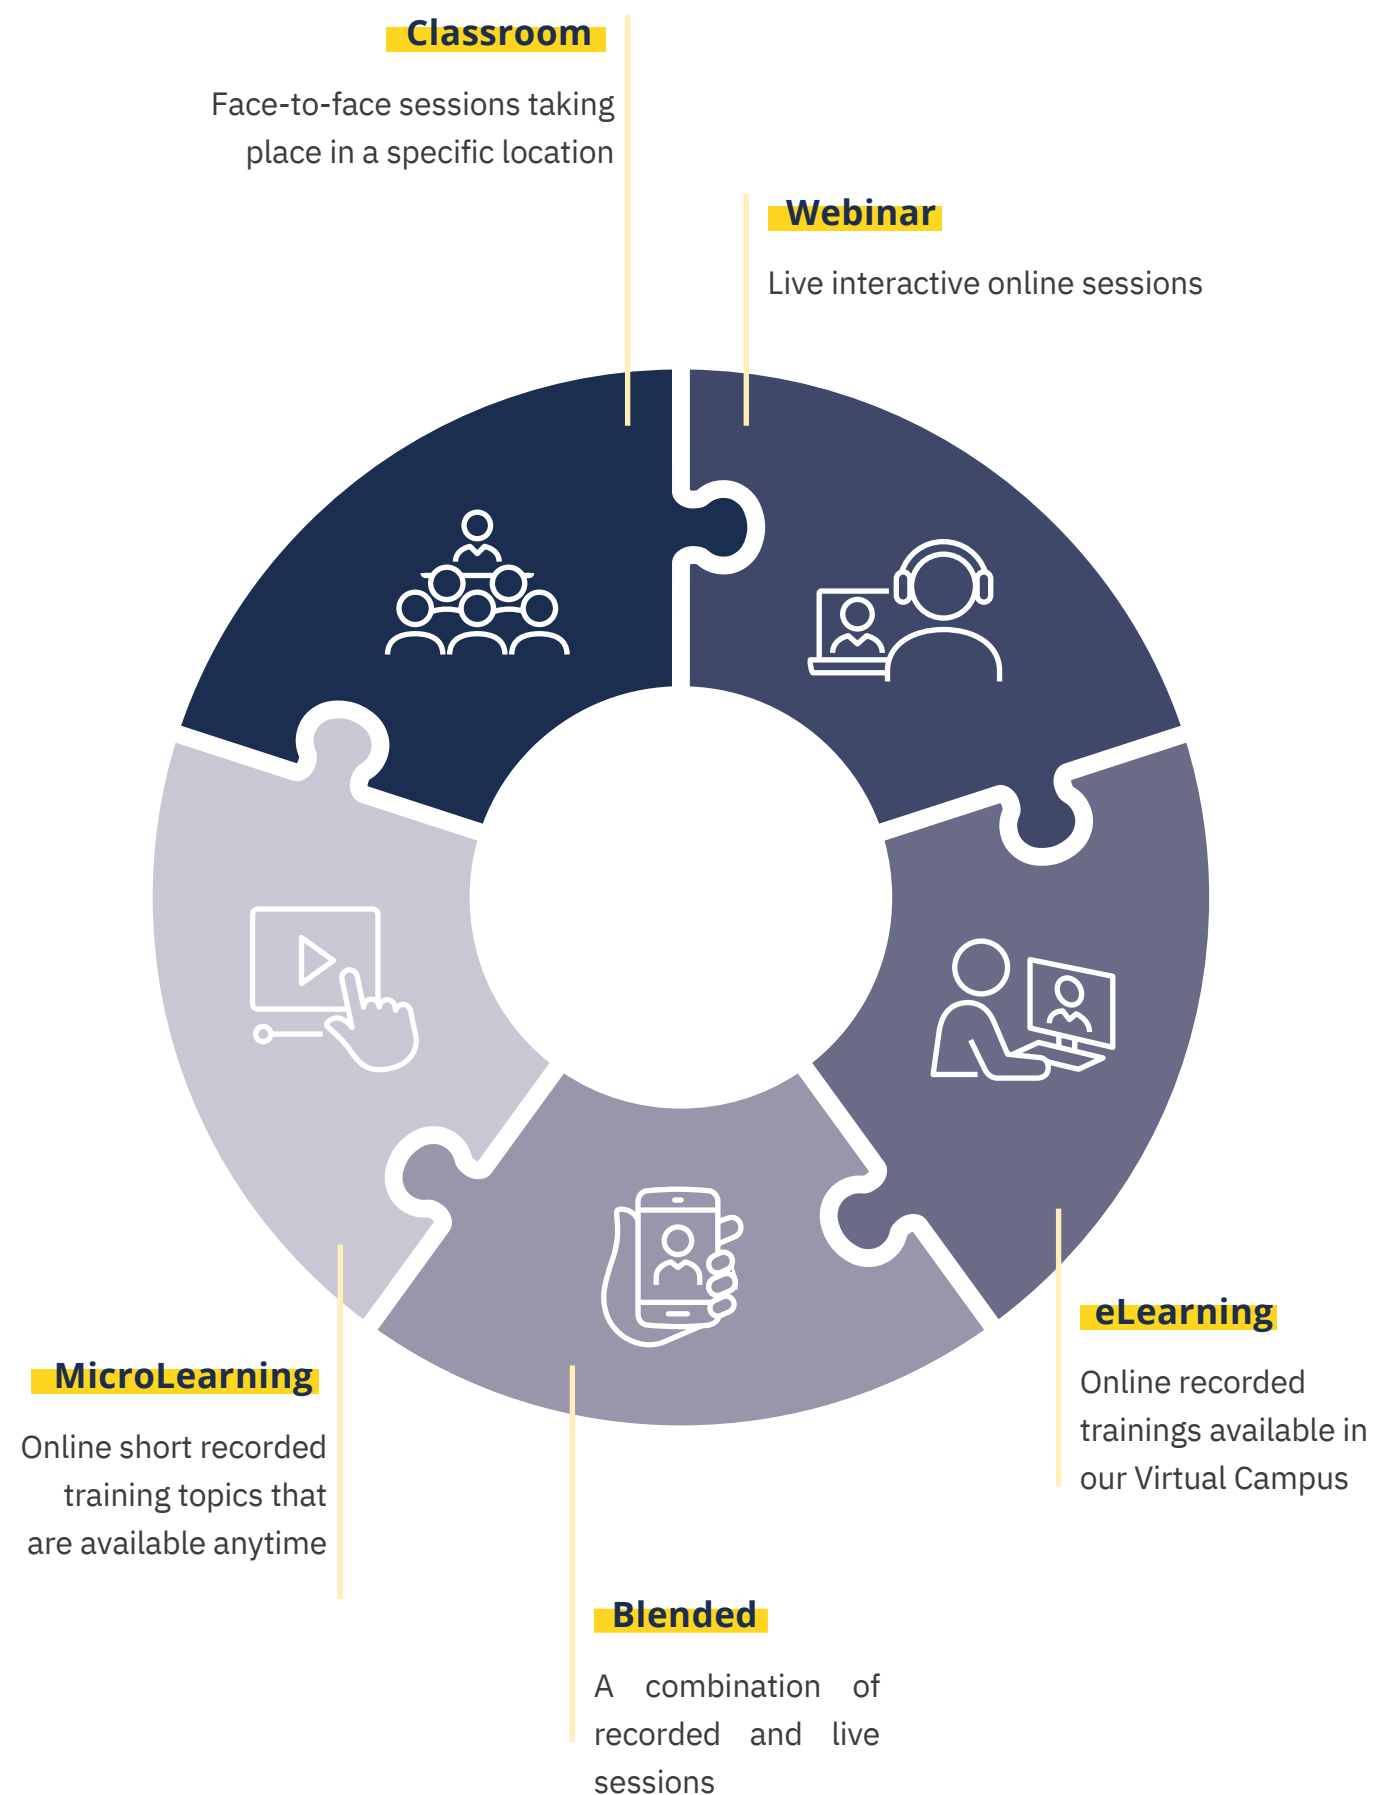 Classroom
Face-to-face sessions taking
place in a specific location
Webinar
Live interactive online sessions
eLearning
Online recorded
trainings available in
our Virtual Campus
MicroLearning
Online short recorded
training topics that
are available anytime
Blended
A combination of
recorded and live
sessions